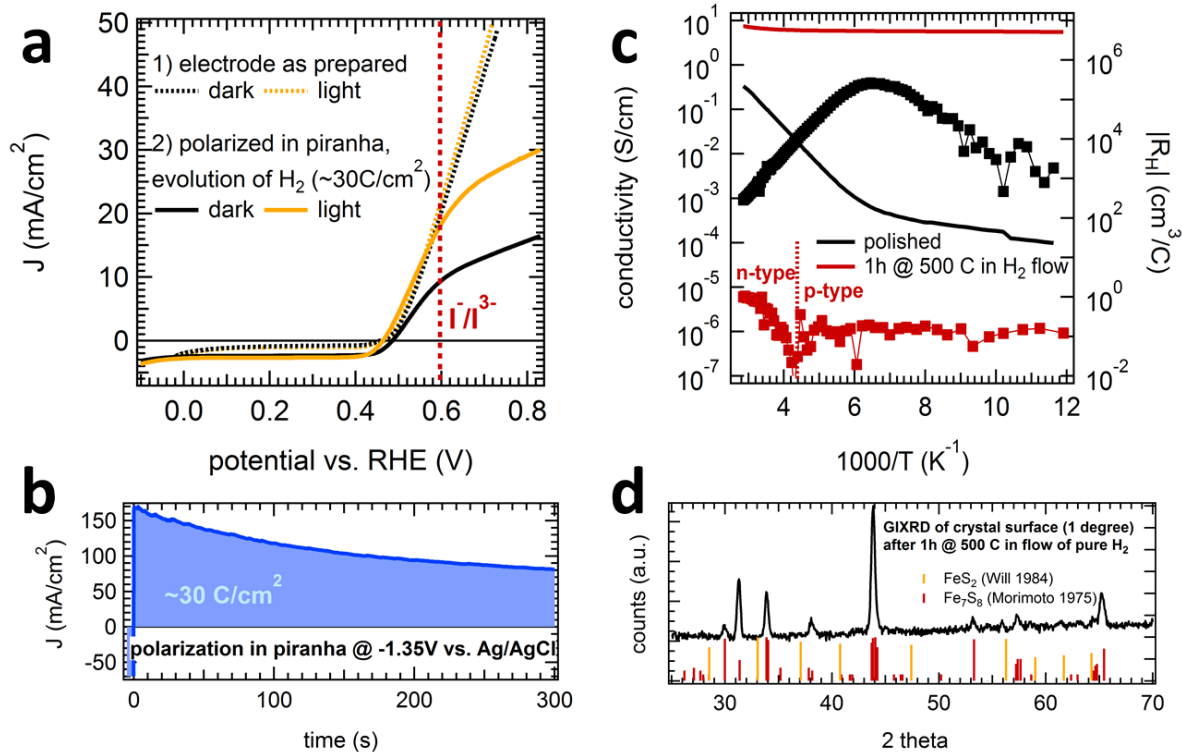 a
50
40
30
20
10
0
J (mA/cm2)
1) electrode as prepared
dark light
2) polarized in piranha,
evolution of H2 (~30C/cm2)
dark light
I-/I3-
0.0 0.2 0.4 0.6 0.8
potential vs. RHE (V)
b
150
100
50
0
-50
J (mA/cm2)
~30 C/cm2
polarization in piranha @ -1.35V vs. Ag/AgCl
0 100 200 300
time (s)
c
10^1
10^0
10^-1
10^-2
10^-3
10^-4
10^-5
10^-6
10^-7
conductivity (S/cm)
polished
1h @ 500 C in H2 flow
n-type p-type
10^6
10^4
10^2
10^0
10^-2
|RH| (cm3/C)
4 6 8 10 12
1000/T (K-1)
d
counts (a.u.)
GIXRD of crystal surface (1 degree)
after 1h @ 500 C in flow of pure H2
FeS2 (Will 1984)
Fe7S8 (Morimoto 1975)
30 40 50 60 70
2 theta